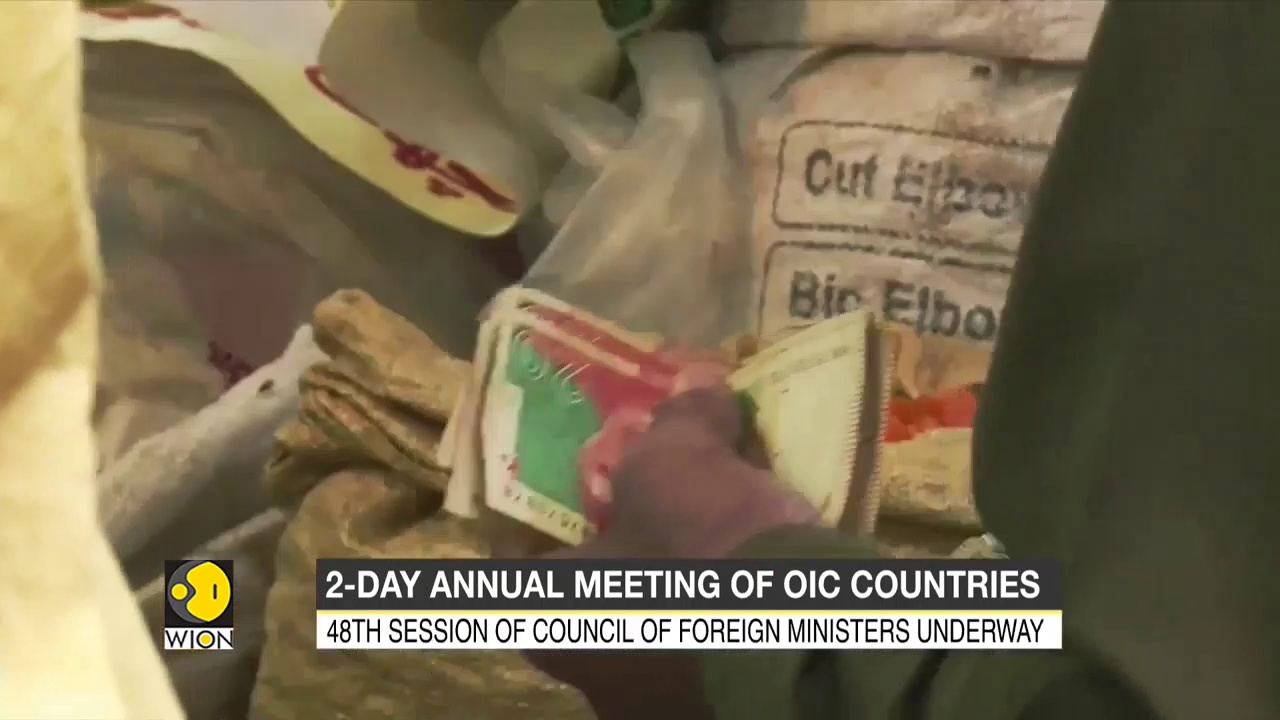 Cut Elbow
Big Elbo
WION
2-DAY ANNUAL MEETING OF OIC COUNTRIES
48TH SESSION OF COUNCIL OF FOREIGN MINISTERS UNDERWAY